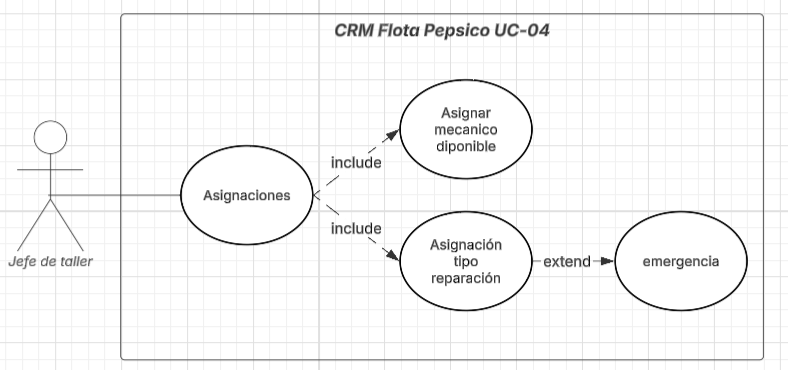 CRM Flota Pepsico UC-04
Asignar
mecanico
diponible
include
Asignaciones
include
Asignación
tipo
reparación
extend
emergencia
Jefe de taller